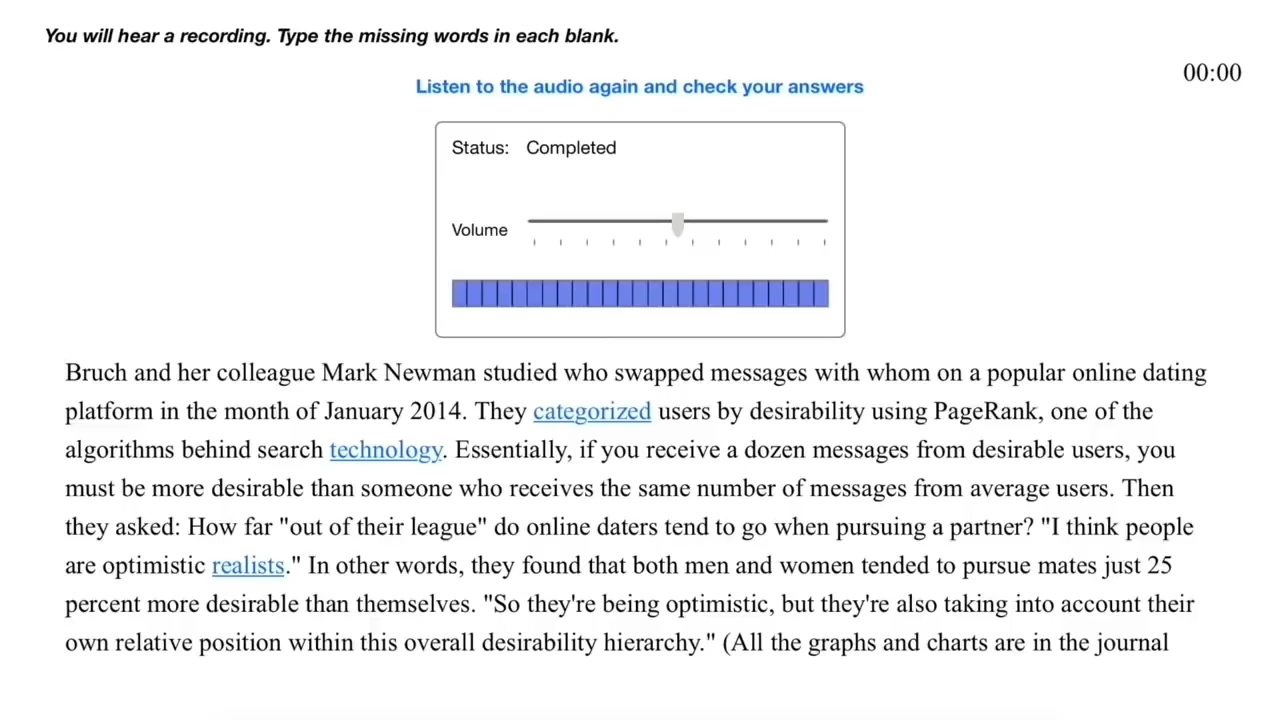 You will hear a recording. Type the missing words in each blank.
00:00
Listen to the audio again and check your answers
Status: Completed
Volume
Bruch and her colleague Mark Newman studied who swapped messages with whom on a popular online dating
platform in the month of January 2014. They categorized users by desirability using PageRank, one of the
algorithms behind search technology. Essentially, if you receive a dozen messages from desirable users, you
must be more desirable than someone who receives the same number of messages from average users. Then
they asked: How far "out of their league" do online daters tend to go when pursuing a partner? "I think people
are optimistic realists." In other words, they found that both men and women tended to pursue mates just 25
percent more desirable than themselves. "So they're being optimistic, but they're also taking into account their
own relative position within this overall desirability hierarchy." (All the graphs and charts are in the journal